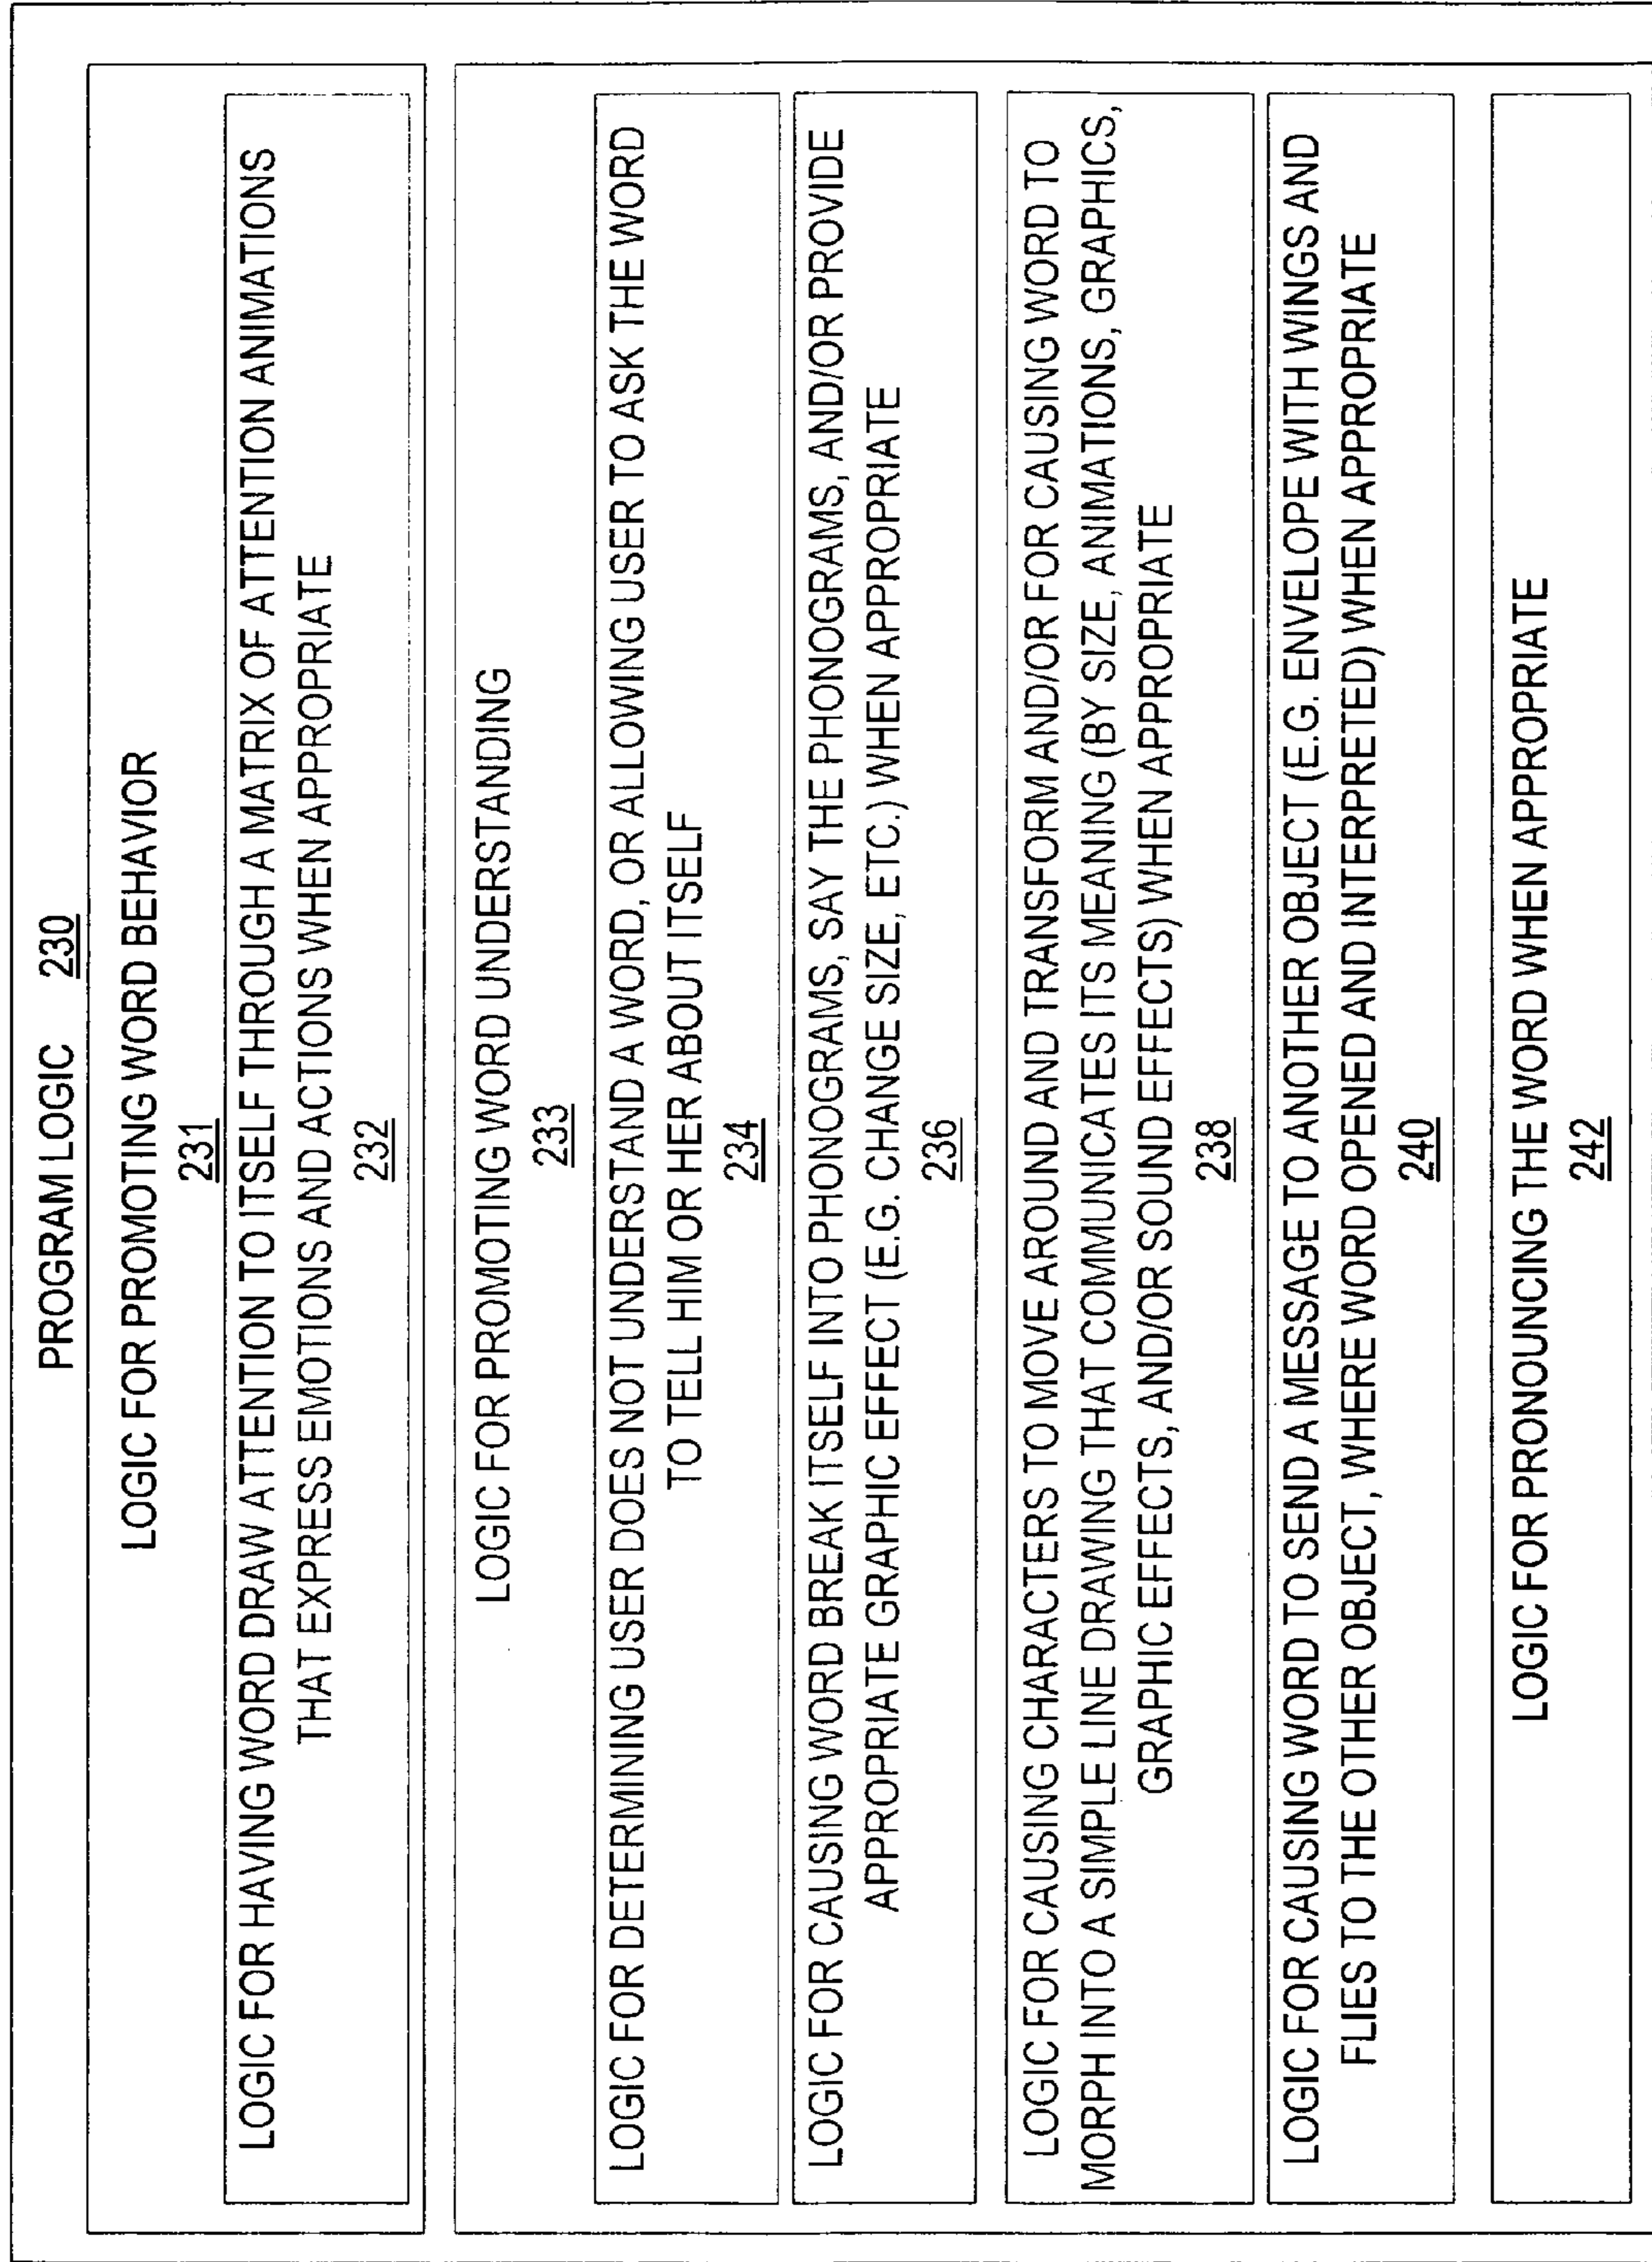 PROGRAM LOGIC 230
LOGIC FOR PROMOTING WORD BEHAVIOR
231
LOGIC FOR HAVING WORD DRAW ATTENTION TO ITSELF THROUGH A MATRIX OF ATTENTION ANIMATIONS
THAT EXPRESS EMOTIONS AND ACTIONS WHEN APPROPRIATE
232
LOGIC FOR PROMOTING WORD UNDERSTANDING
233
LOGIC FOR DETERMINING USER DOES NOT UNDERSTAND A WORD, OR ALLOWING USER TO ASK THE WORD
TO TELL HIM OR HER ABOUT ITSELF
234
LOGIC FOR CAUSING WORD BREAK ITSELF INTO PHONOGRAMS, SAY THE PHONOGRAMS, AND/OR PROVIDE
APPROPRIATE GRAPHIC EFFECT (E.G. CHANGE SIZE, ETC.) WHEN APPROPRIATE
236
LOGIC FOR CAUSING CHARACTERS TO MOVE AROUND AND TRANSFORM AND/OR FOR CAUSING WORD TO
MORPH INTO A SIMPLE LINE DRAWING THAT COMMUNICATES ITS MEANING (BY SIZE, ANIMATIONS, GRAPHICS,
GRAPHIC EFFECTS, AND/OR SOUND EFFECTS) WHEN APPROPRIATE
238
LOGIC FOR CAUSING WORD TO SEND A MESSAGE TO ANOTHER OBJECT (E.G. ENVELOPE WITH WINGS AND
FLIES TO THE OTHER OBJECT, WHERE WORD OPENED AND INTERPRETED) WHEN APPROPRIATE
240
LOGIC FOR PRONOUNCING THE WORD WHEN APPROPRIATE
242